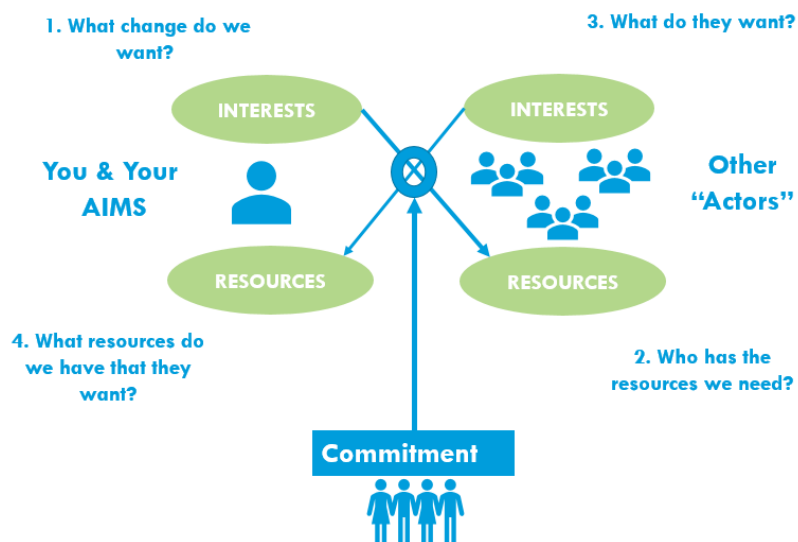 1. What change do we
want?
3. What do they want?
INTERESTS
INTERESTS
You & Your
AIMS
Other
“Actors”
RESOURCES
RESOURCES
4. What resources do
we have that they
want?
2. Who has the
resources we need?
Commitment